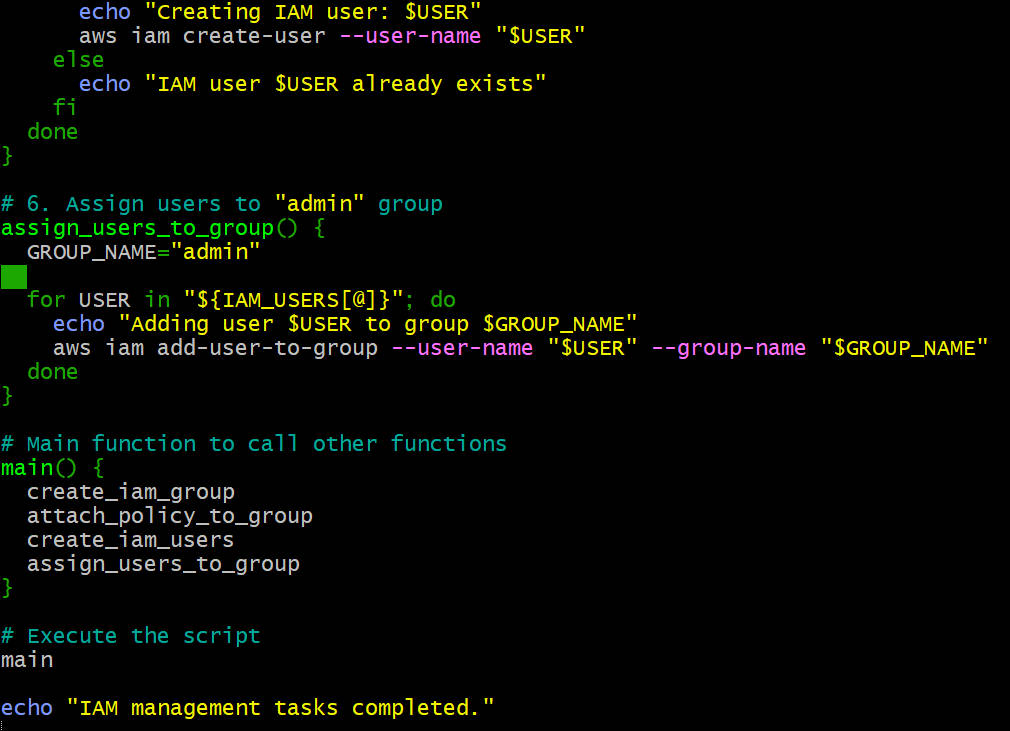 echo "Creating IAM user: $USER"
aws iam create-user --user-name "$USER"
else
echo "IAM user $USER already exists"
fi
done
}
# 6. Assign users to "admin" group
assign_users_to_group() {
GROUP_NAME="admin"
for USER in "${IAM_USERS[@]}"; do
echo "Adding user $USER to group $GROUP_NAME"
aws iam add-user-to-group --user-name "$USER" --group-name "$GROUP_NAME"
done
}
# Main function to call other functions
main() {
create_iam_group
attach_policy_to_group
create_iam_users
assign_users_to_group
}
# Execute the script
main
echo "IAM management tasks completed."